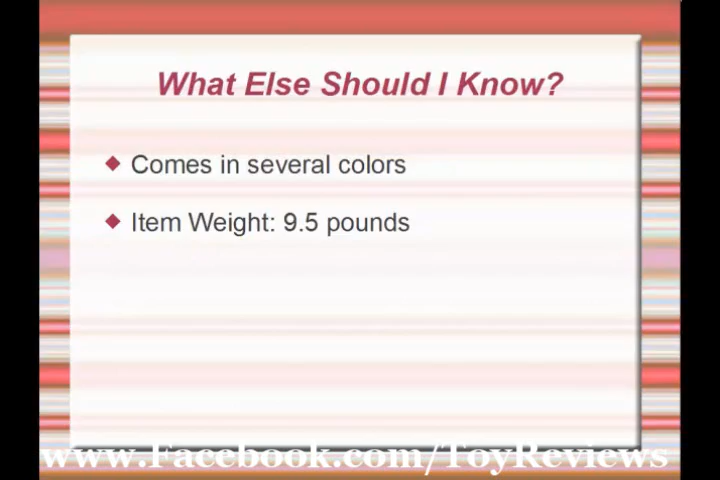 What Else Should I Know?
Comes in several colors
Item Weight: 9.5 pounds
www.Facebook.com/ToyReviews